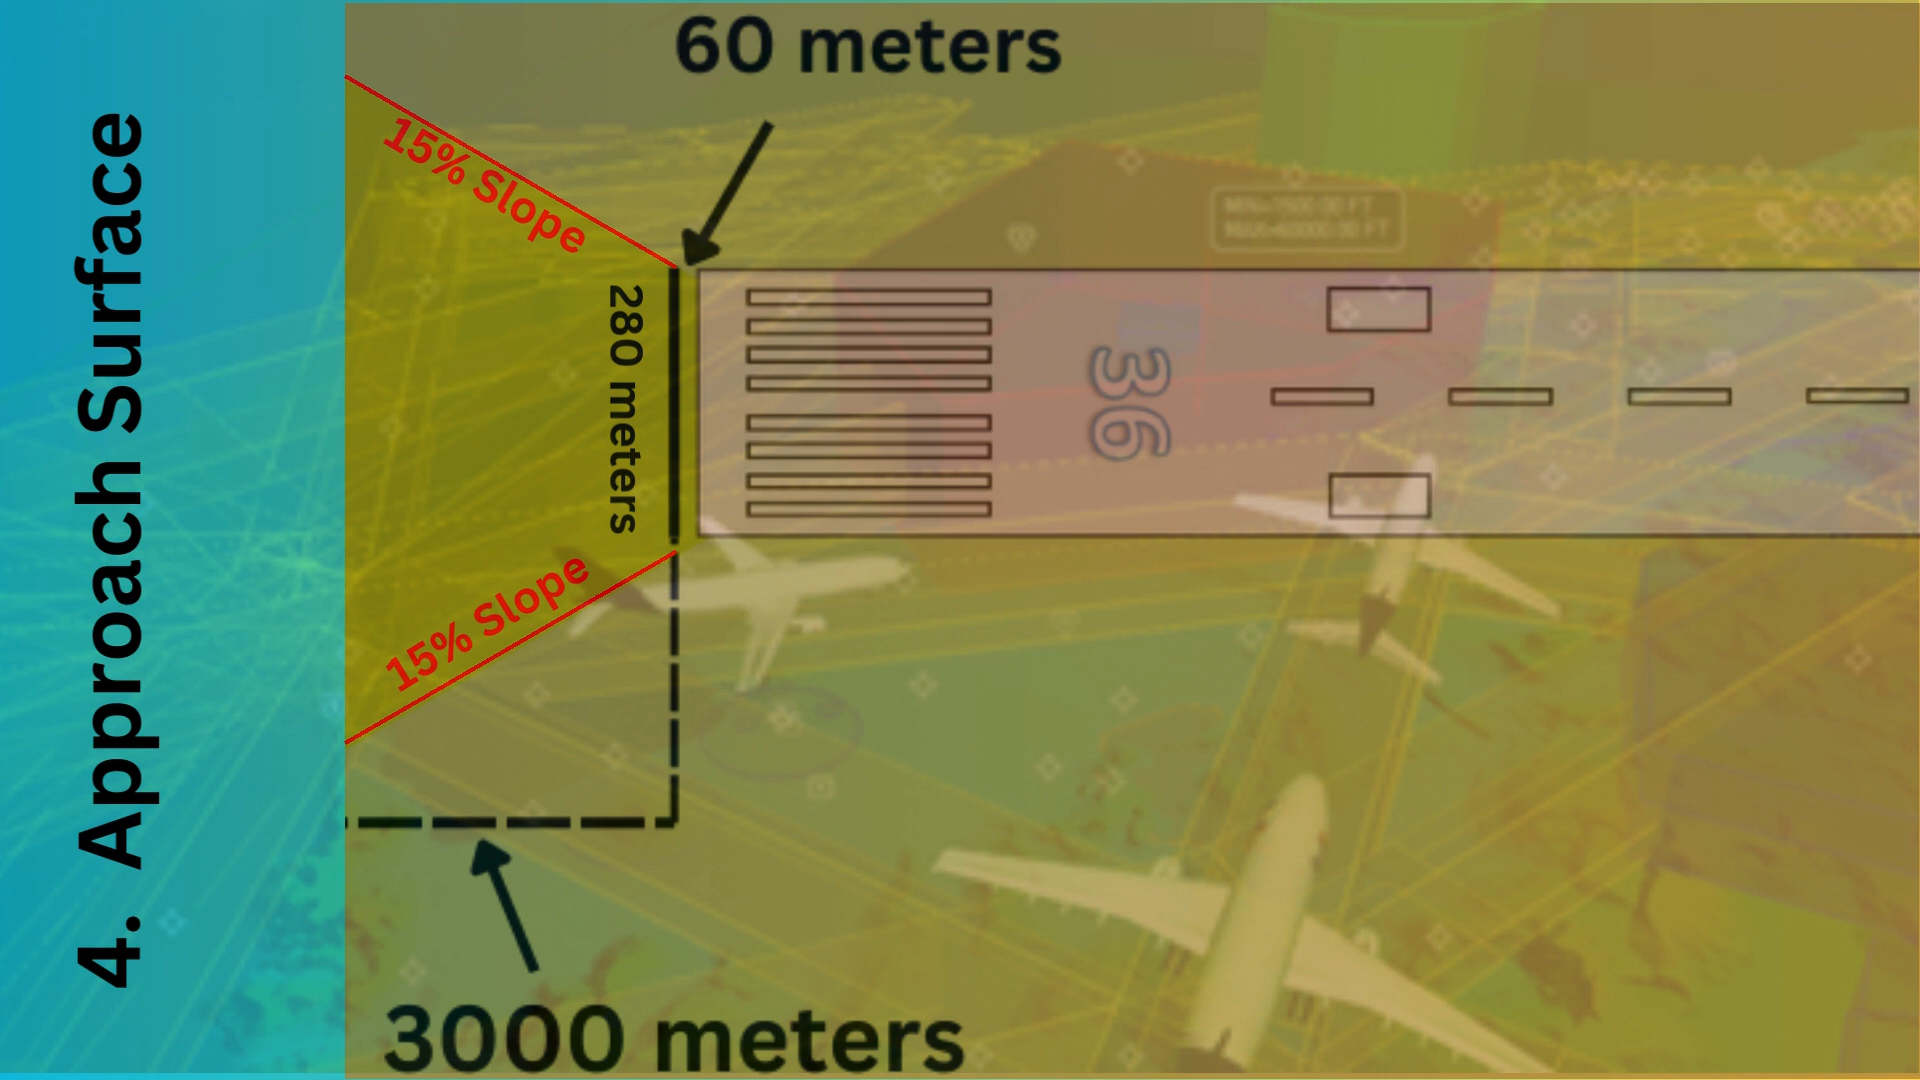 4. Approach Surface
60 meters
15% Slope
280 meters
36
15% Slope
3000 meters